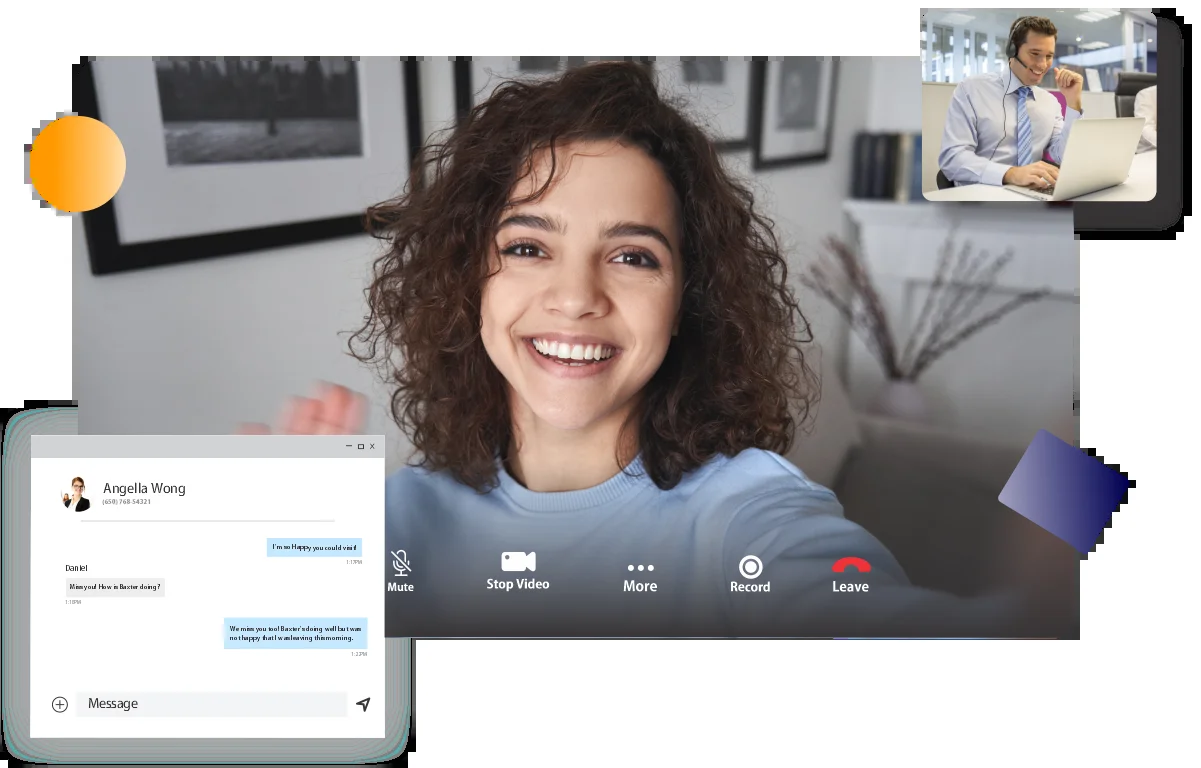 Angella Wong
(650) 768-54321
I'm so Happy you could visit!
1:17PM
Daniel
Miss you! How is Baxter doing?
1:18PM
We miss you too! Baxter's doing well but was
not happy that I was leaving this morning.
1:22PM
Message
Mute
Stop Video
More
Record
Leave